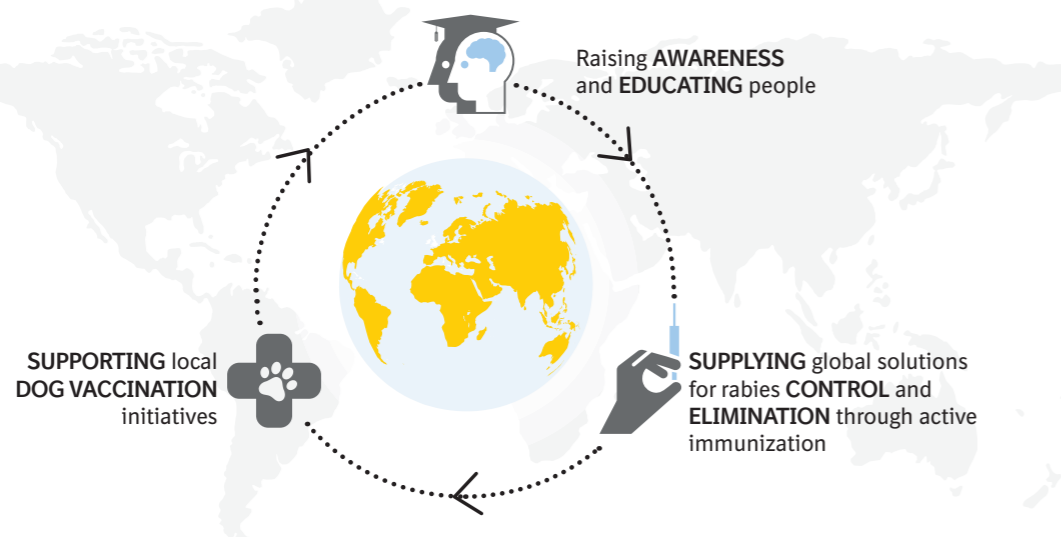 Raising AWARENESS
and EDUCATING people
SUPPORTING local
DOG VACCINATION
initiatives
SUPPLYING global solutions
for rabies CONTROL and
ELIMINATION through active
immunization